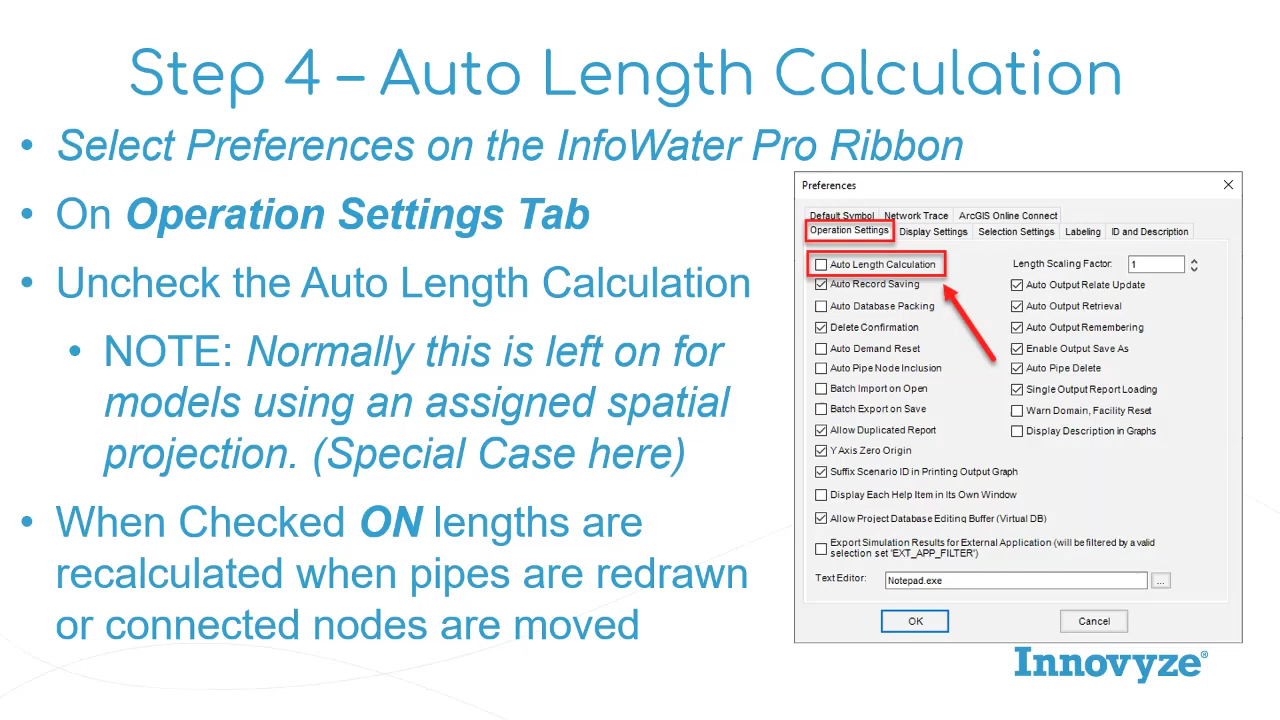 Step 4 – Auto Length Calculation
• Select Preferences on the InfoWater Pro Ribbon
• On Operation Settings Tab
• Uncheck the Auto Length Calculation
• NOTE: Normally this is left on for
models using an assigned spatial
projection. (Special Case here)
• When Checked ON lengths are
recalculated when pipes are redrawn
or connected nodes are moved
Preferences
Default Symbol Network Trace ArcGIS Online Connect
Operation Settings Display Settings Selection Settings Labeling ID and Description
Auto Length Calculation
Auto Record Saving
Auto Database Packing
Delete Confirmation
Auto Demand Reset
Auto Pipe Node Inclusion
Batch Import on Open
Batch Export on Save
Allow Duplicated Report
Y Axis Zero Origin
Suffix Scenario ID in Printing Output Graph
Display Each Help Item in Its Own Window
Allow Project Database Editing Buffer (Virtual DB)
Export Simulation Results for External Application (will be filtered by a valid
selection set 'EXT_APP_FILTER')
Length Scaling Factor: 1
Auto Output Relate Update
Auto Output Retrieval
Auto Output Remembering
Enable Output Save As
Auto Pipe Delete
Single Output Report Loading
Warn Domain, Facility Reset
Display Description in Graphs
Text Editor: Notepad.exe ...
OK Cancel
Innovyze®